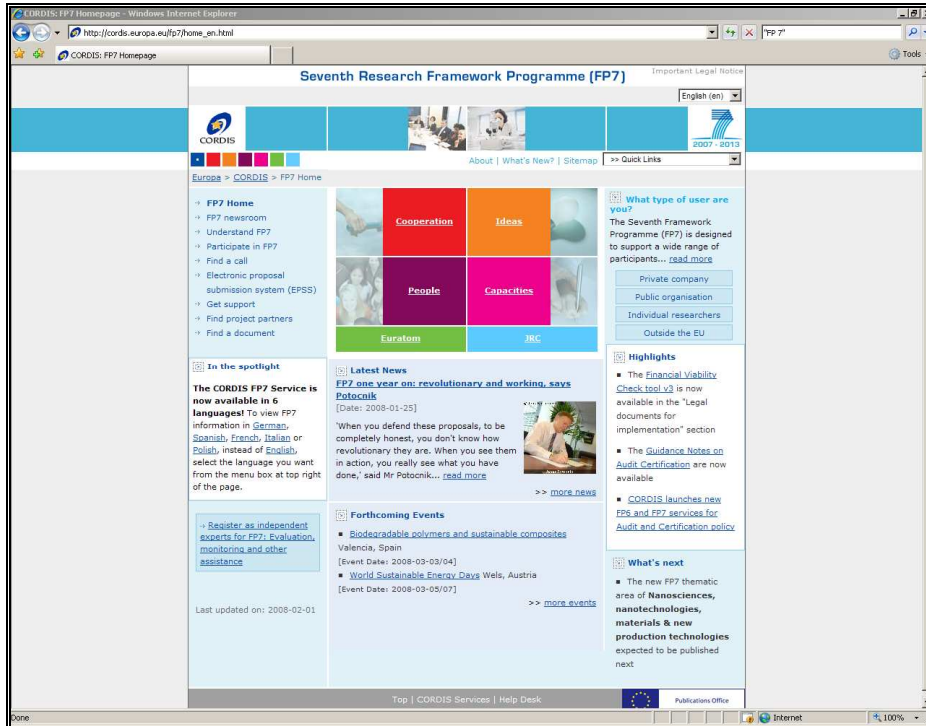 CORDIS: FP7 Homepage - Windows Internet Explorer
http://cordis.europa.eu/fp7/home_en.html
"FP 7"
CORDIS: FP7 Homepage
Tools
Seventh Research Framework Programme (FP7)
Important Legal Notice
English (en)
CORDIS
2007 - 2013
About | What's New? | Sitemap
>> Quick Links
Europa > CORDIS > FP7 Home
FP7 Home
FP7 newsroom
Understand FP7
Participate in FP7
Find a call
Electronic proposal
submission system (EPSS)
Get support
Find project partners
Find a document
In the spotlight
The CORDIS FP7 Service is
now available in 6
languages! To view FP7
information in German,
Spanish, French, Italian or
Polish, instead of English,
select the language you want
from the menu box at top right
of the page.
Register as independent
experts for FP7: Evaluation,
monitoring and other
assistance
Last updated on: 2008-02-01
Cooperation
Ideas
People
Capacities
Euratom
JRC
Latest News
FP7 one year on: revolutionary and working, says
Potocnik
[Date: 2008-01-25]
'When you defend these proposals, to be
completely honest, you don't know how
revolutionary they are. When you see them
in action, you really see what you have
done,' said Mr Potocnik... read more
>> more news
Forthcoming Events
Biodegradable polymers and sustainable composites
Valencia, Spain
[Event Date: 2008-03-03/04]
World Sustainable Energy Days Wels, Austria
[Event Date: 2008-03-05/07]
>> more events
What type of user are
you?
The Seventh Framework
Programme (FP7) is designed
to support a wide range of
participants... read more
Private company
Public organisation
Individual researchers
Outside the EU
Highlights
The Financial Viability
Check tool v3 is now
available in the "Legal
documents for
implementation" section
The Guidance Notes on
Audit Certification are now
available
CORDIS launches new
FP6 and FP7 services for
Audit and Certification policy
What's next
The new FP7 thematic
area of Nanosciences,
nanotechnologies,
materials & new
production technologies
expected to be published
next
Top | CORDIS Services | Help Desk
Publications Office
Done
Internet
100%